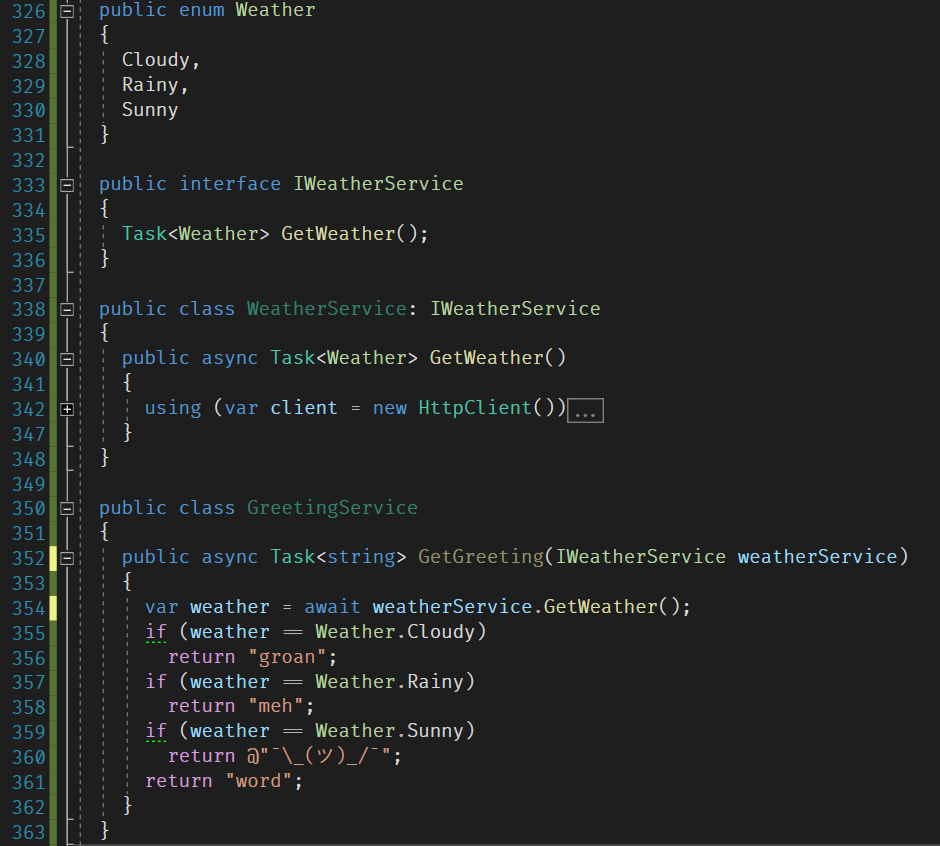 326 public enum Weather
327 {
328 Cloudy,
329 Rainy,
330 Sunny
331 }
332
333 public interface IWeatherService
334 {
335 Task<Weather> GetWeather();
336 }
337
338 public class WeatherService: IWeatherService
339 {
340 public async Task<Weather> GetWeather()
341 {
342 using (var client = new HttpClient())...
347 }
348 }
349
350 public class GreetingService
351 {
352 public async Task<string> GetGreeting(IWeatherService weatherService)
353 {
354 var weather = await weatherService.GetWeather();
355 if (weather == Weather.Cloudy)
356 return "groan";
357 if (weather == Weather.Rainy)
358 return "meh";
359 if (weather == Weather.Sunny)
360 return @"¯\_(ツ)_/¯";
361 return "word";
362 }
363 }